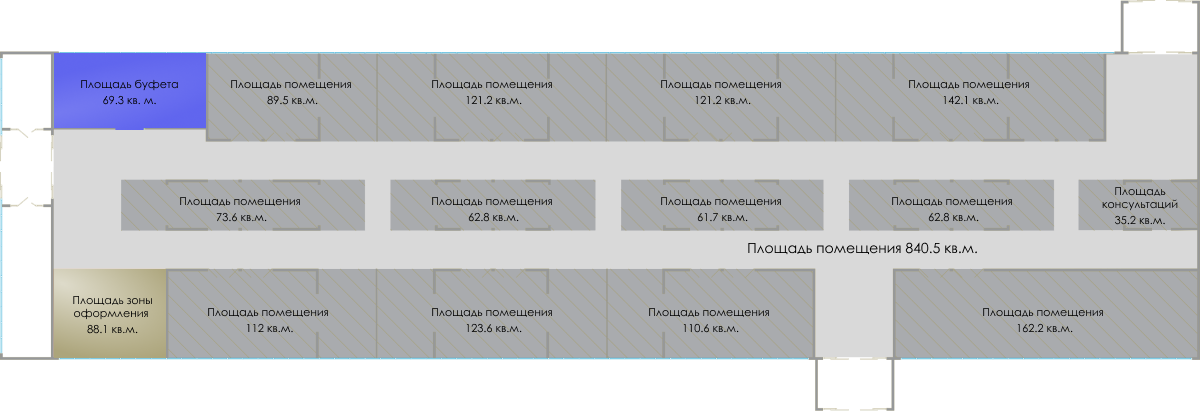 Площадь буфета
69.3 кв. м.
Площадь помещения
89.5 кв.м.
Площадь помещения
121.2 кв.м.
Площадь помещения
121.2 кв.м.
Площадь помещения
142.1 кв.м.
Площадь помещения
73.6 кв.м.
Площадь помещения
62.8 кв.м.
Площадь помещения
61.7 кв.м.
Площадь помещения
62.8 кв.м.
Площадь
консультаций
35.2 кв.м.
Площадь помещения 840.5 кв.м.
Площадь зоны
оформления
88.1 кв.м.
Площадь помещения
112 кв.м.
Площадь помещения
123.6 кв.м.
Площадь помещения
110.6 кв.м.
Площадь помещения
162.2 кв.м.